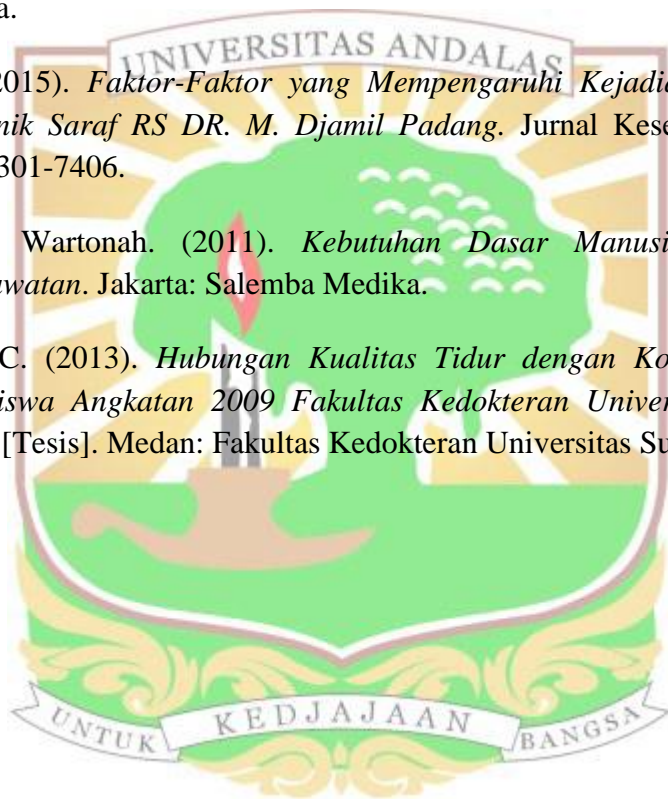 a.
UNIVERSITAS ANDALAS
2015). Faktor-Faktor yang Mempengaruhi Kejadia
nik Saraf RS DR. M. Djamil Padang. Jurnal Kese
301-7406.
Wartonah. (2011). Kebutuhan Dasar Manusi
watan. Jakarta: Salemba Medika.
C. (2013). Hubungan Kualitas Tidur dengan Ko
iswa Angkatan 2009 Fakultas Kedokteran Univer
[Tesis]. Medan: Fakultas Kedokteran Universitas Su
UNTUK KEDJAJAAN BANGSA